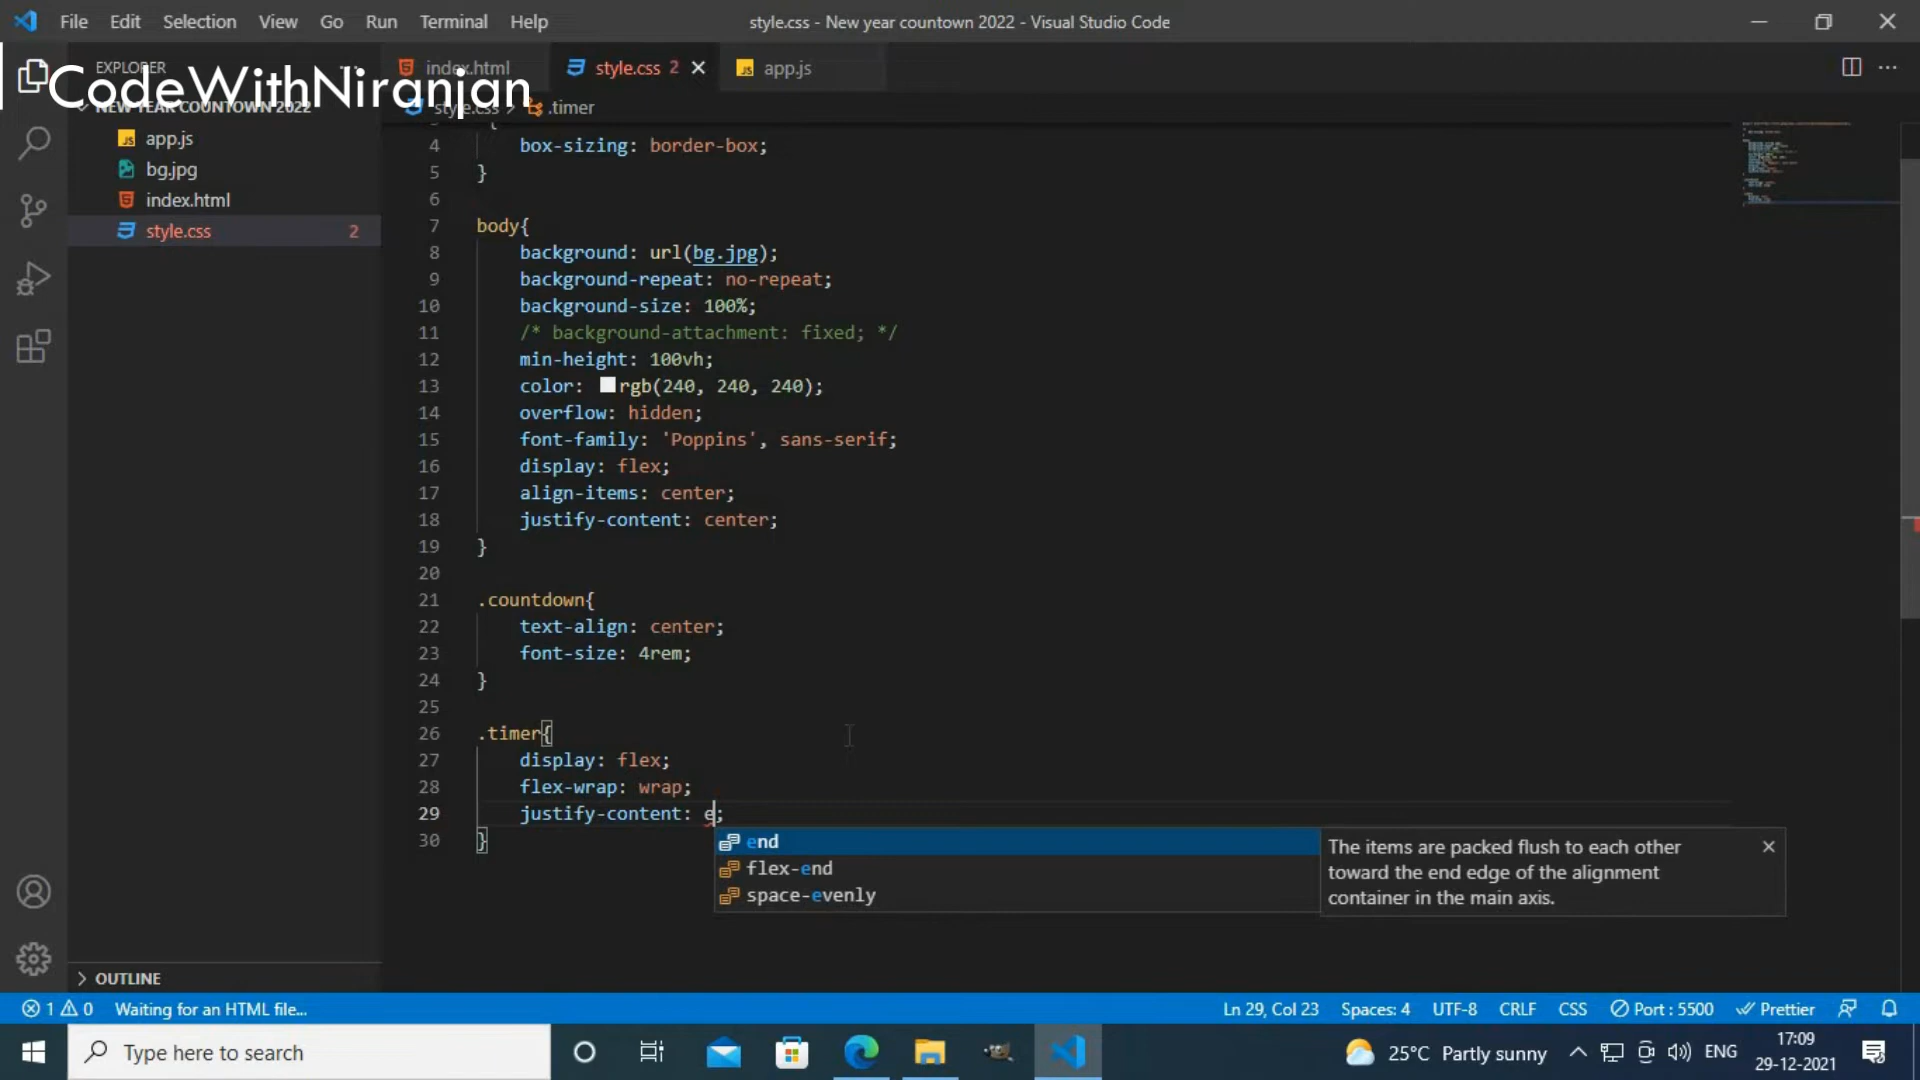 File Edit Selection View Go Run Terminal Help
style.css - New year countown 2022 - Visual Studio Code
EXPLORER
index.html
style.css 2
app.js
CodeWithNiranjan
NEW YEAR COUNTOWN 2022
style.css > .timer
app.js
bg.jpg
index.html
style.css 2
4 box-sizing: border-box;
5 }
6
7 body{
8 background: url(bg.jpg);
9 background-repeat: no-repeat;
10 background-size: 100%;
11 /* background-attachment: fixed; */
12 min-height: 100vh;
13 color: rgb(240, 240, 240);
14 overflow: hidden;
15 font-family: 'Poppins', sans-serif;
16 display: flex;
17 align-items: center;
18 justify-content: center;
19 }
20
21 .countdown{
22 text-align: center;
23 font-size: 4rem;
24 }
25
26 .timer{
27 display: flex;
28 flex-wrap: wrap;
29 justify-content: e;
30 }
end
flex-end
space-evenly
The items are packed flush to each other
toward the end edge of the alignment
container in the main axis.
OUTLINE
1 0 Waiting for an HTML file...
Ln 29, Col 23 Spaces: 4 UTF-8 CRLF CSS Port : 5500 Prettier
Type here to search
25°C Partly sunny
ENG
17:09
29-12-2021